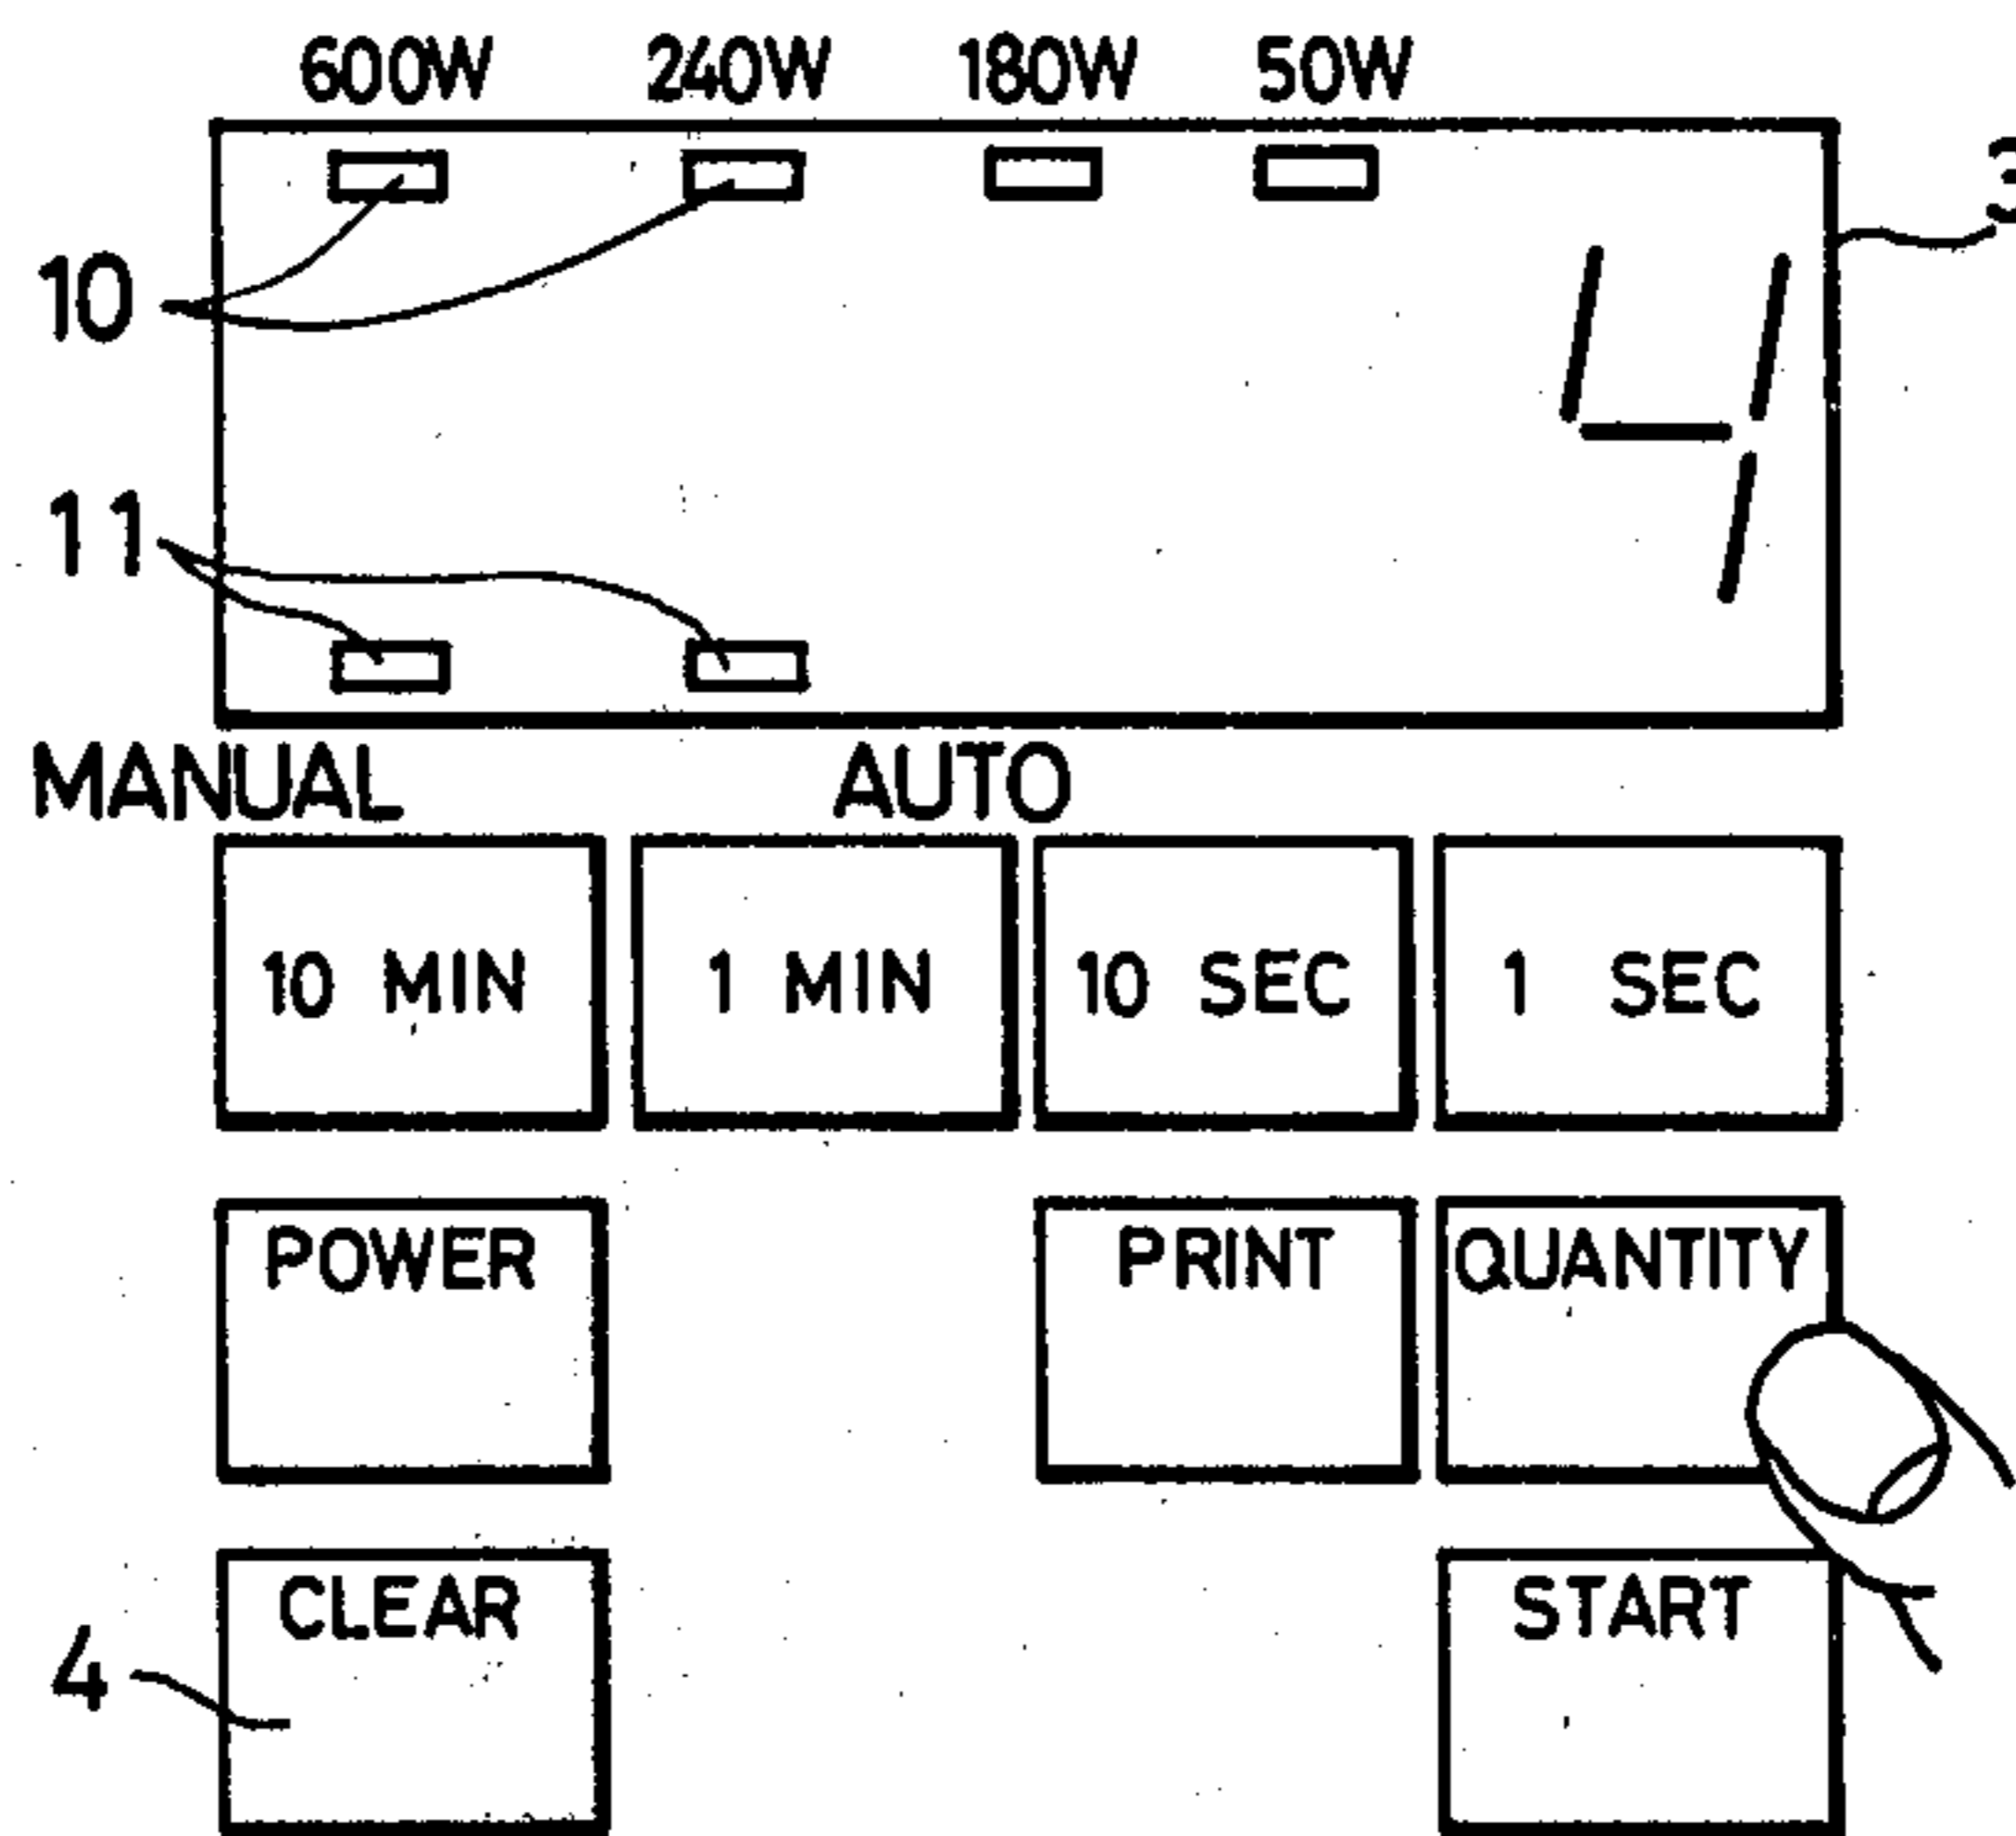 600W 240W 180W 50W
3
10
4
11
MANUAL AUTO
10 MIN 1 MIN 10 SEC 1 SEC
POWER PRINT QUANTITY
CLEAR START
4